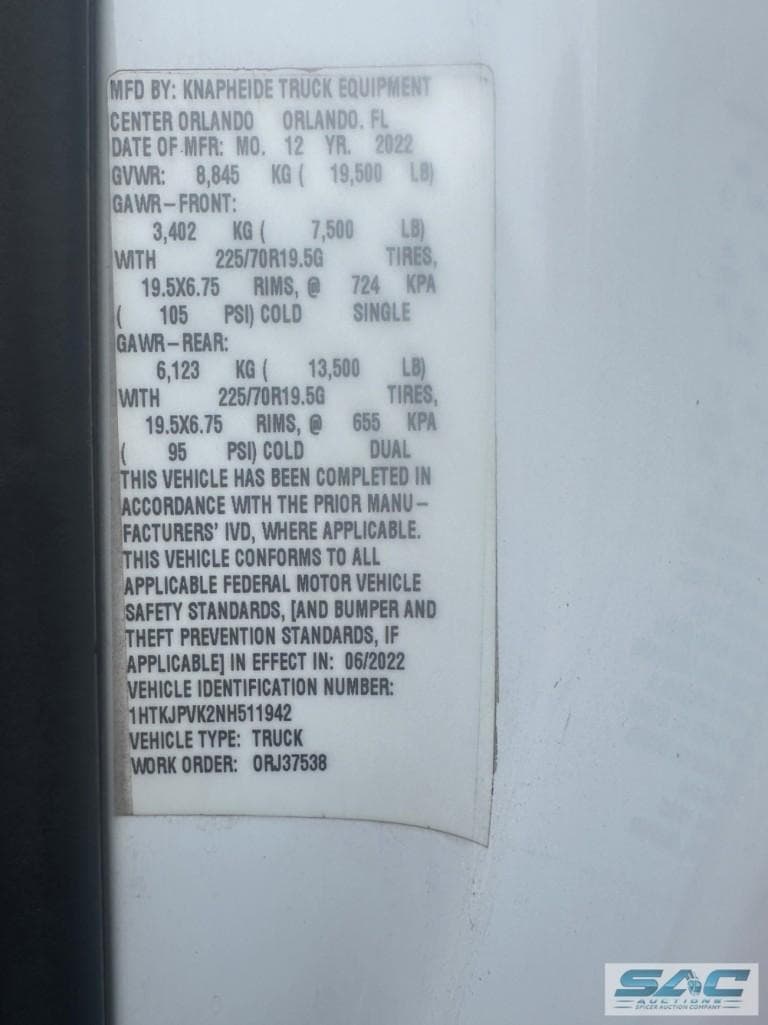 MFD BY: KNAPHEIDE TRUCK EQUIPMENT
CENTER ORLANDO ORLANDO. FL
DATE OF MFR: MO. 12 YR. 2022
GVWR: 8,845 KG ( 19,500 LB)
GAWR-FRONT:
3,402 KG ( 7,500 LB)
WITH 225/70R19.5G TIRES,
19.5X6.75 RIMS, @ 724 KPA
( 105 PSI) COLD SINGLE
GAWR-REAR:
6,123 KG ( 13,500 LB)
WITH 225/70R19.5G TIRES,
19.5X6.75 RIMS, @ 655 KPA
( 95 PSI) COLD DUAL
THIS VEHICLE HAS BEEN COMPLETED IN
ACCORDANCE WITH THE PRIOR MANU-
FACTURERS' IVD, WHERE APPLICABLE.
THIS VEHICLE CONFORMS TO ALL
APPLICABLE FEDERAL MOTOR VEHICLE
SAFETY STANDARDS, [AND BUMPER AND
THEFT PREVENTION STANDARDS, IF
APPLICABLE] IN EFFECT IN: 06/2022
VEHICLE IDENTIFICATION NUMBER:
1HTKJPVK2NH511942
VEHICLE TYPE: TRUCK
WORK ORDER: ORJ37538
SAC
AUCTIONS
SPICER AUCTION COMPANY